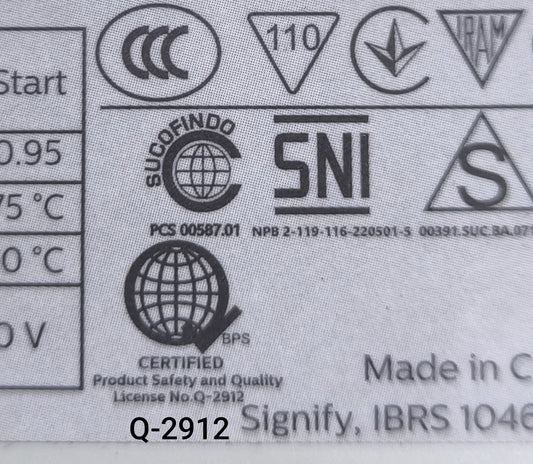 CCC
110
IRAM
Start
0.95
75 °C
0 °C
0 V
SUCOFINDO
SNI
S
PCS 00587.01
NPB 2-119-116-220501-S
00391.SUC.BA.071
BPS
CERTIFIED
Product Safety and Quality
License No.Q-2912
Made in C
Q-2912
Signify, IBRS 1046